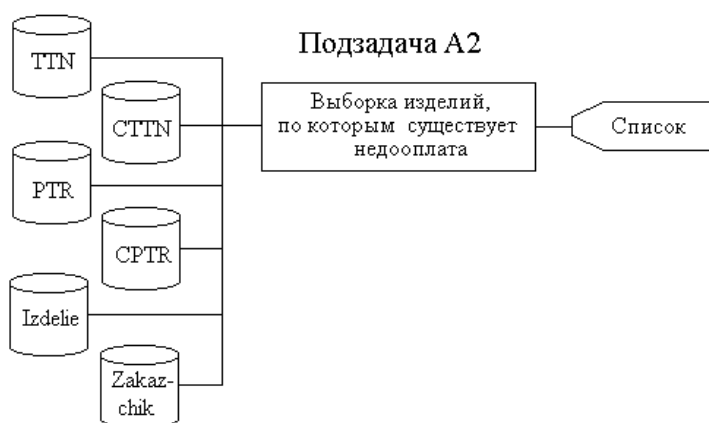 Подзадача А2
TTN
CTTN
PTR
CPTR
Izdelie
Zakaz-
chik
Выборка изделий,
по которым существует
недооплата
Список